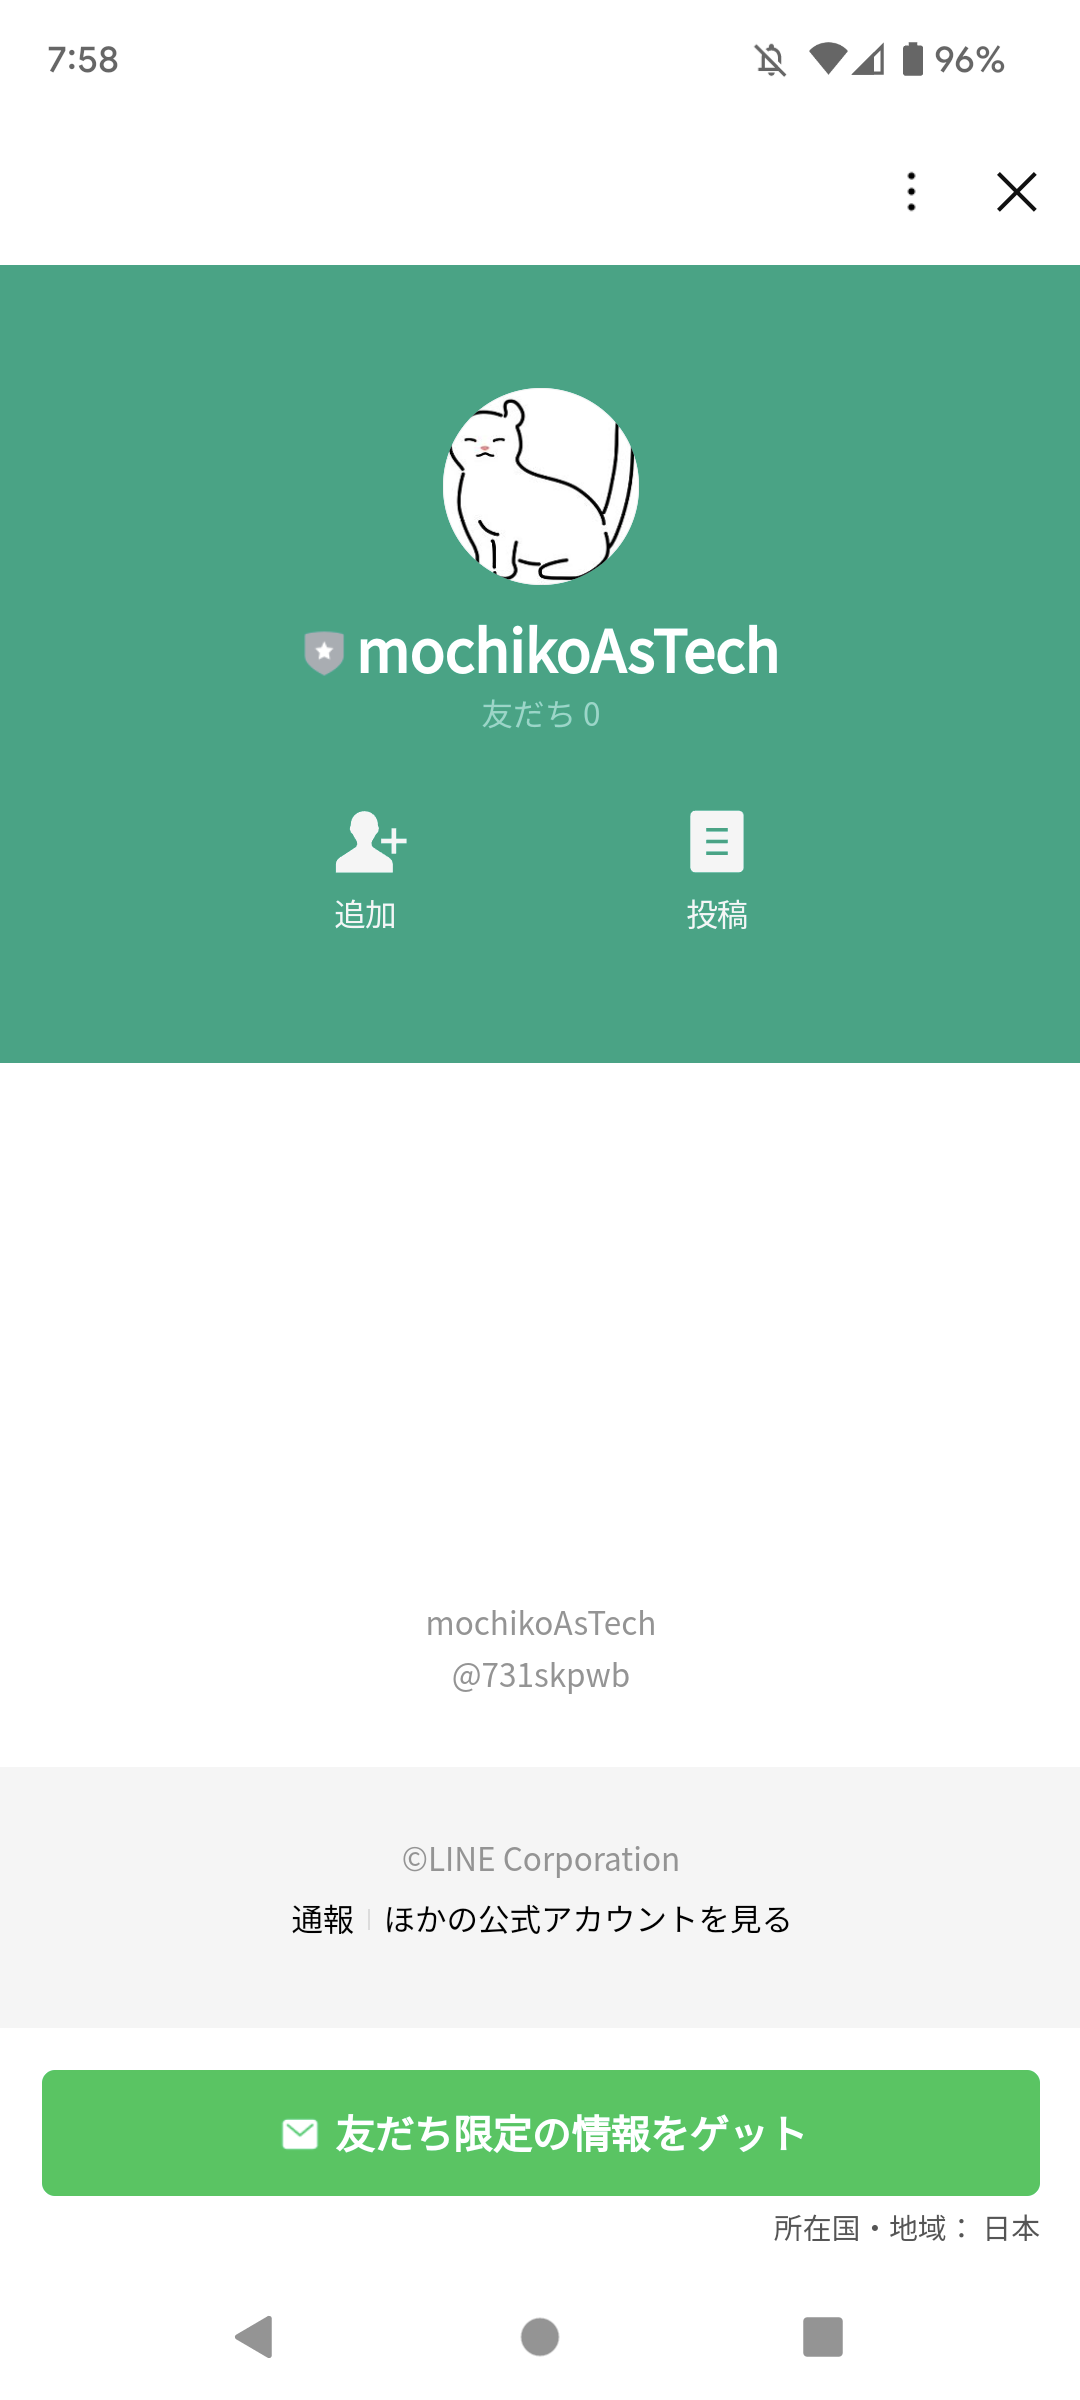 7:58
96%
mochikoAsTech
友だち 0
追加
投稿
mochikoAsTech
@731skpwb
©LINE Corporation
通報 | ほかの公式アカウントを見る
友だち限定の情報をゲット
所在国・地域： 日本